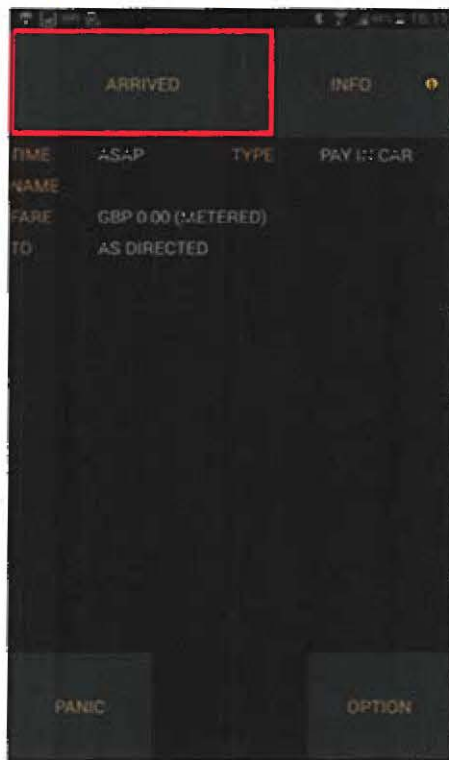 ARRIVED INFO
TIME ASAP TYPE PAY IN CAR
NAME
FARE GBP 0.00 (METERED)
TO AS DIRECTED
PANIC OPTION